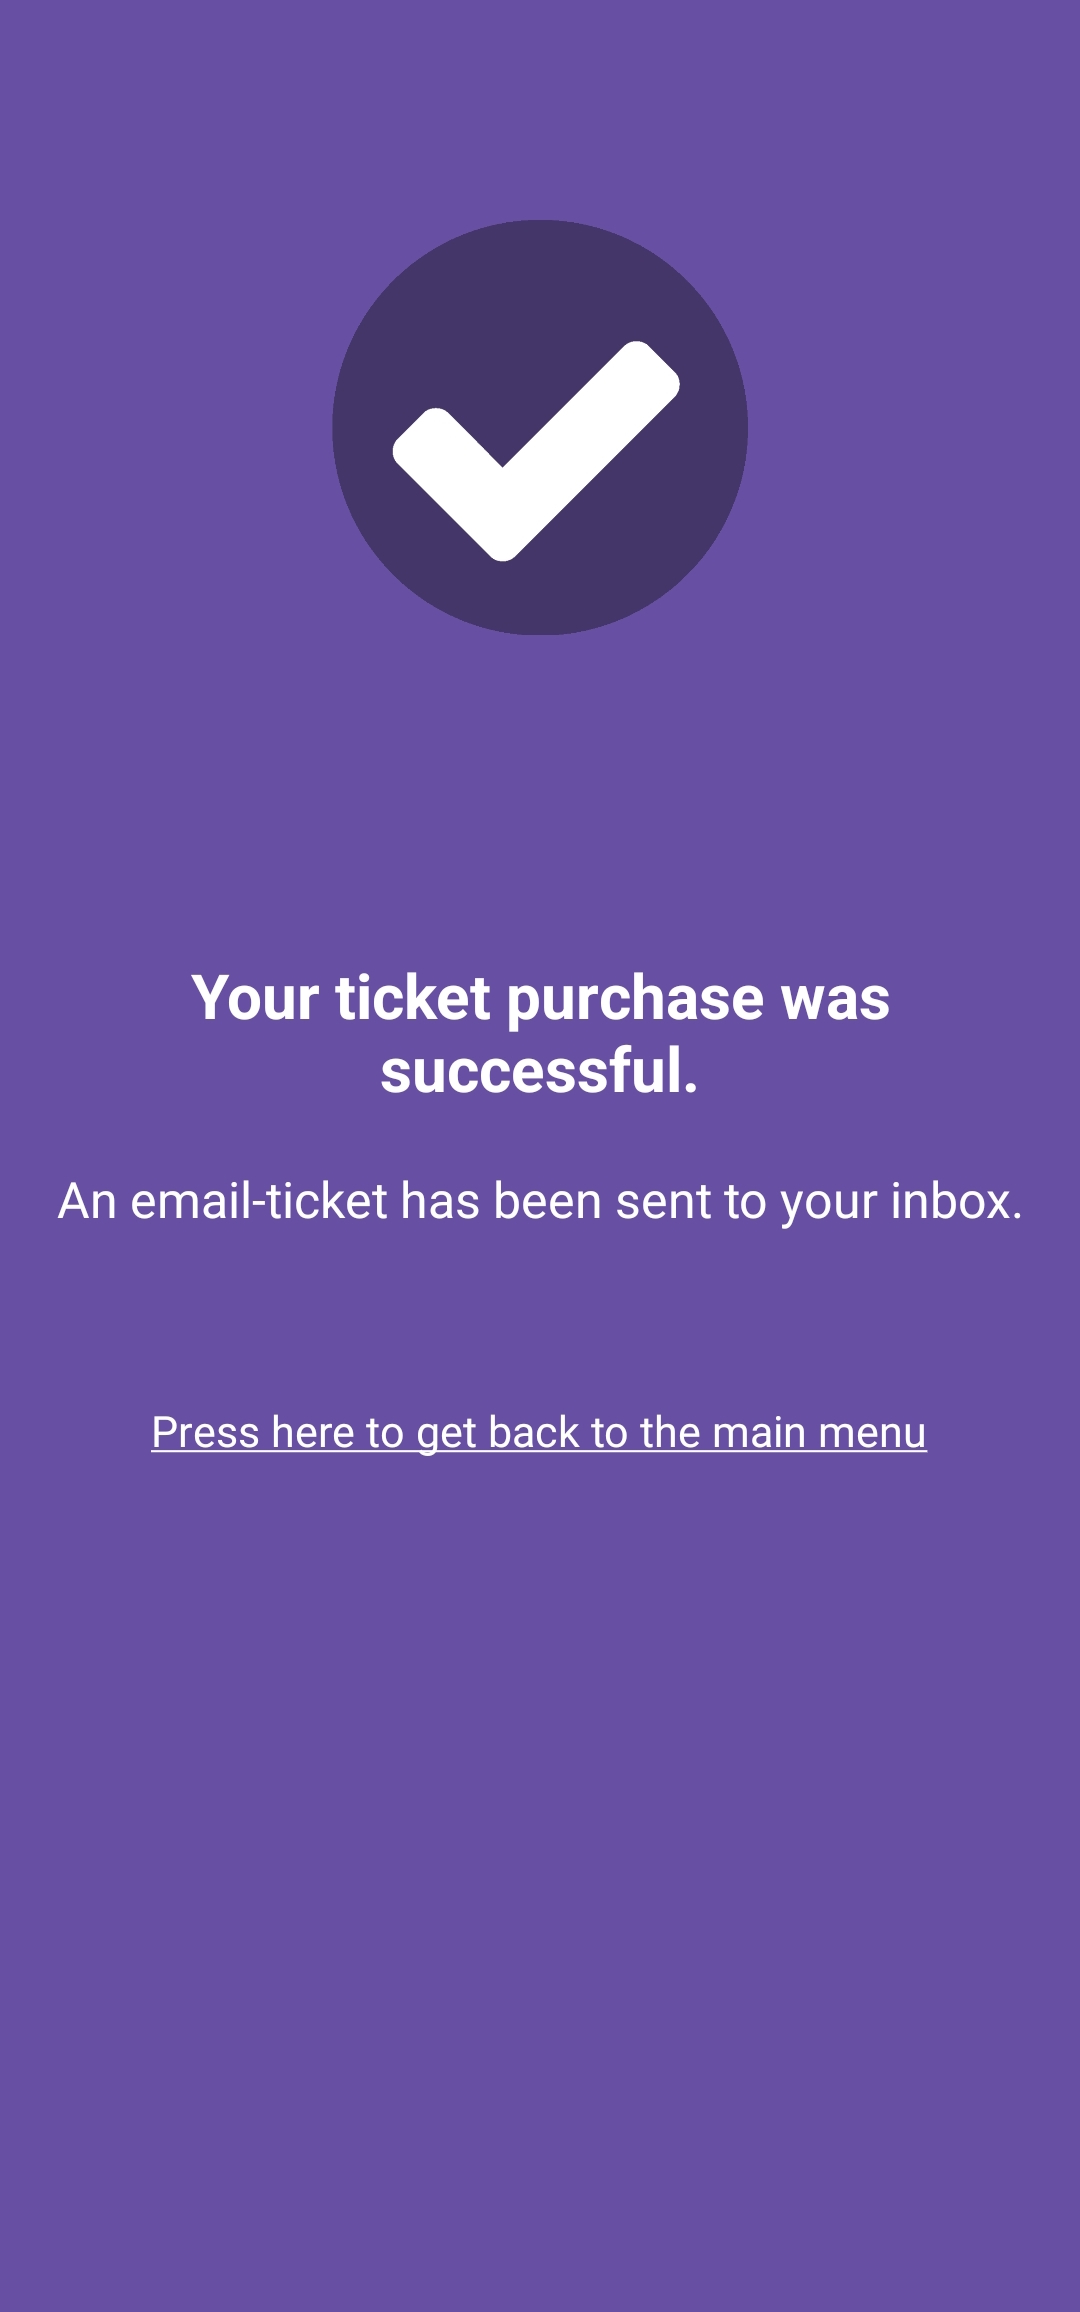 Your ticket purchase was
successful.
An email-ticket has been sent to your inbox.
Press here to get back to the main menu